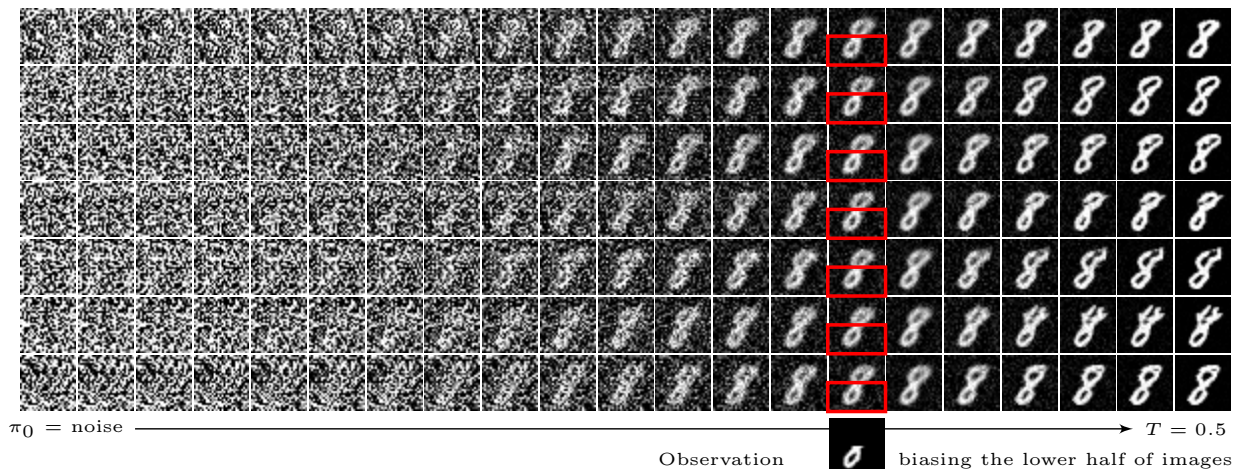 π₀ = noise T = 0.5
Observation biasing the lower half of images